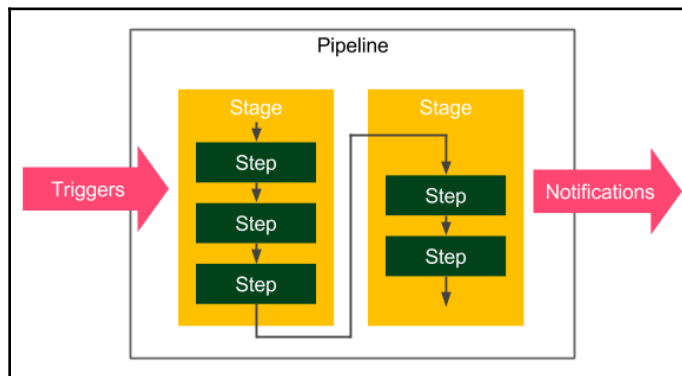 Pipeline
Stage
Step
Step
Step
Stage
Step
Step
Triggers
Notifications